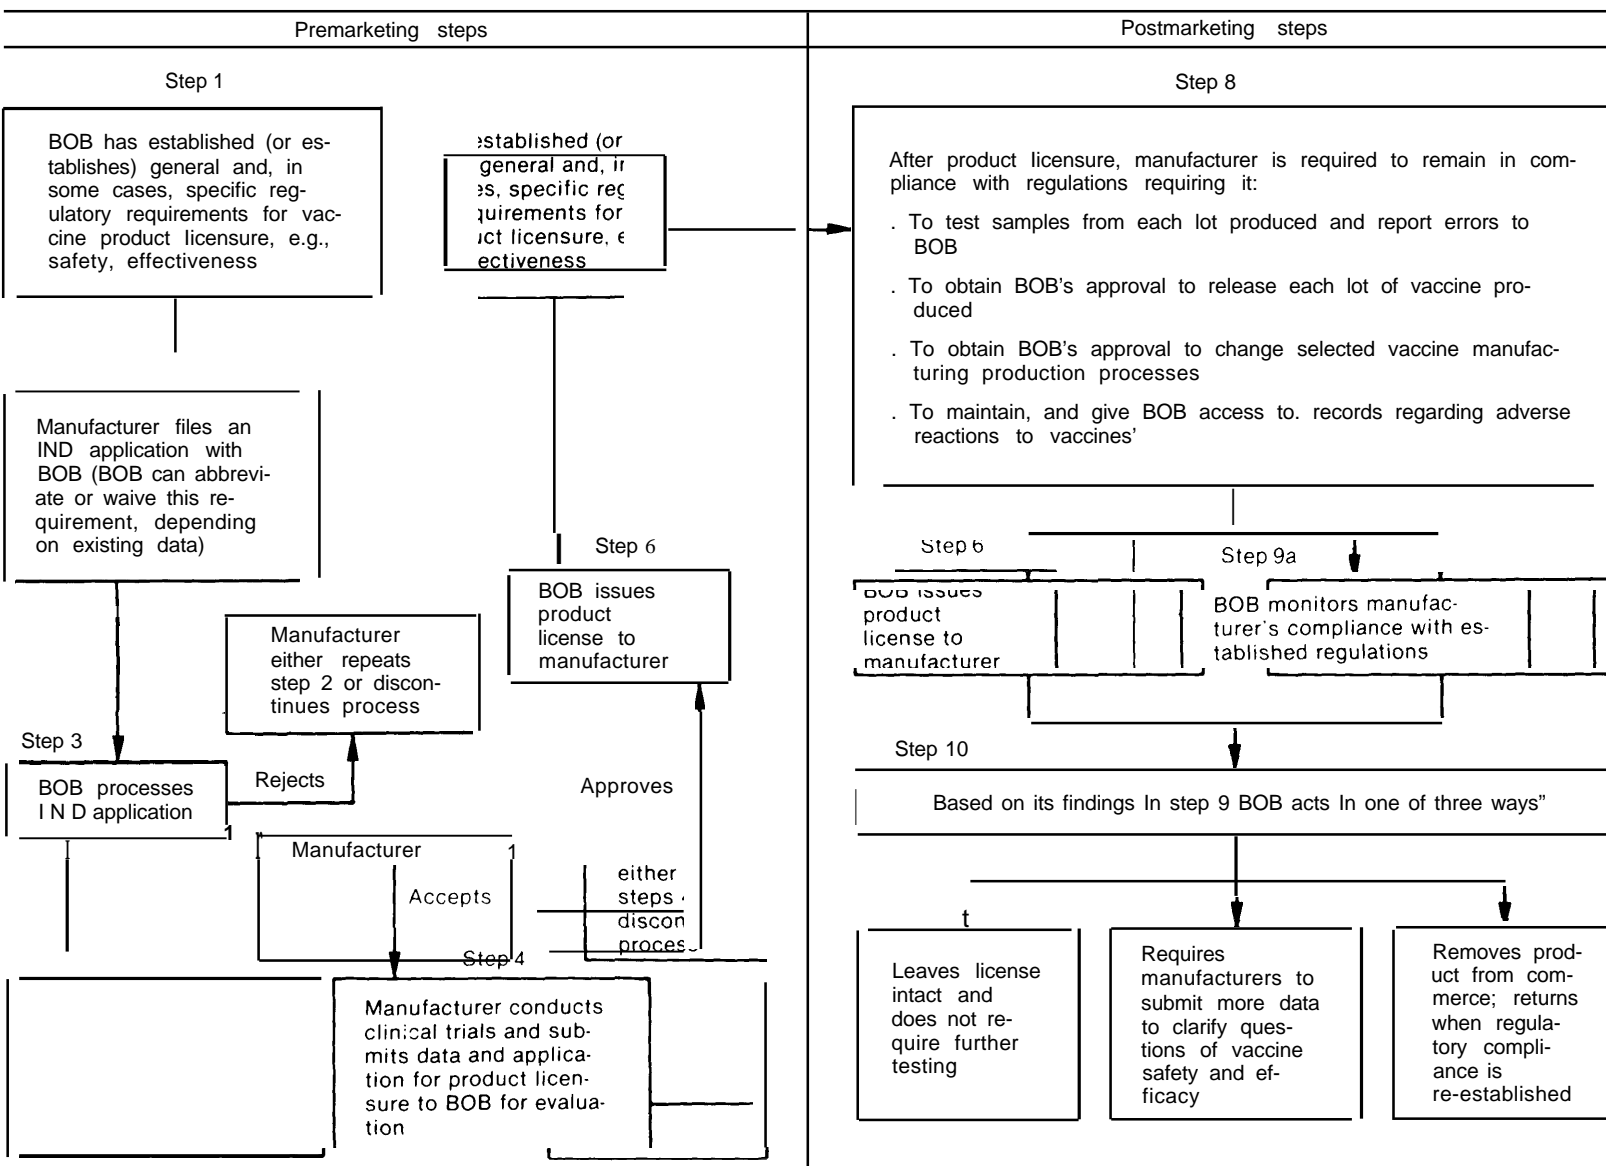 Premarketing steps
Postmarketing steps
Step 1
BOB has established (or es-
tablishes) general and, in
some cases, specific reg-
ulatory requirements for vac-
cine product licensure, e.g.,
safety, effectiveness
established (or
general and, in
es, specific reg
quirements for
uct licensure, e
ectiveness
Manufacturer files an
IND application with
BOB (BOB can abbrevi-
ate or waive this re-
quirement, depending
on existing data)
Step 6
BOB issues
product
license to
manufacturer
Manufacturer
either repeats
step 2 or discon-
tinues process
Step 3
BOB processes
I N D application
1
Rejects
Approves
Manufacturer
1
Accepts
either
steps
discon
process
Step 4
Manufacturer conducts
clinical trials and sub-
mits data and applica-
tion for product licen-
sure to BOB for evalua-
tion
Step 8
After product licensure, manufacturer is required to remain in com-
pliance with regulations requiring it:
. To test samples from each lot produced and report errors to
BOB
. To obtain BOB's approval to release each lot of vaccine pro-
duced
. To obtain BOB's approval to change selected vaccine manufac-
turing production processes
. To maintain, and give BOB access to. records regarding adverse
reactions to vaccines'
Step 6
BOB issues
product
license to
manufacturer
Step 9a
BOB monitors manufac-
turer's compliance with es-
tablished regulations
Step 10
Based on its findings In step 9 BOB acts In one of three ways"
t
Leaves license
intact and
does not re-
quire further
testing
Requires
manufacturers to
submit more data
to clarify ques-
tions of vaccine
safety and ef-
ficacy
Removes prod-
uct from com-
merce; returns
when regula-
tory compli-
ance is
re-established